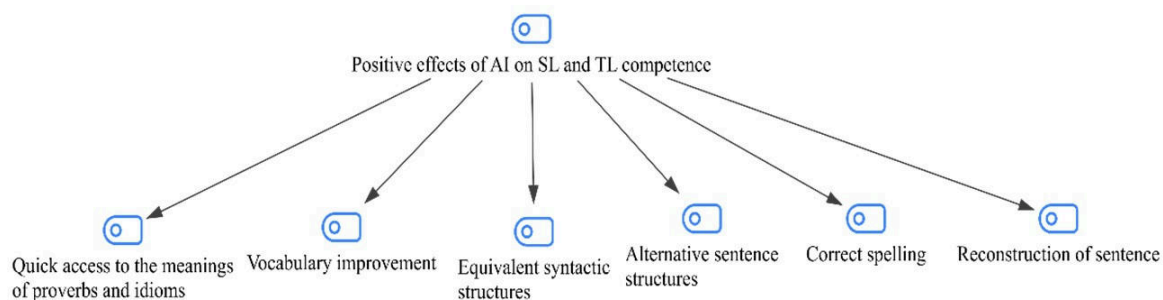 Positive effects of AI on SL and TL competence
Quick access to the meanings
of proverbs and idioms
Vocabulary improvement
Equivalent syntactic
structures
Alternative sentence
structures
Correct spelling
Reconstruction of sentence